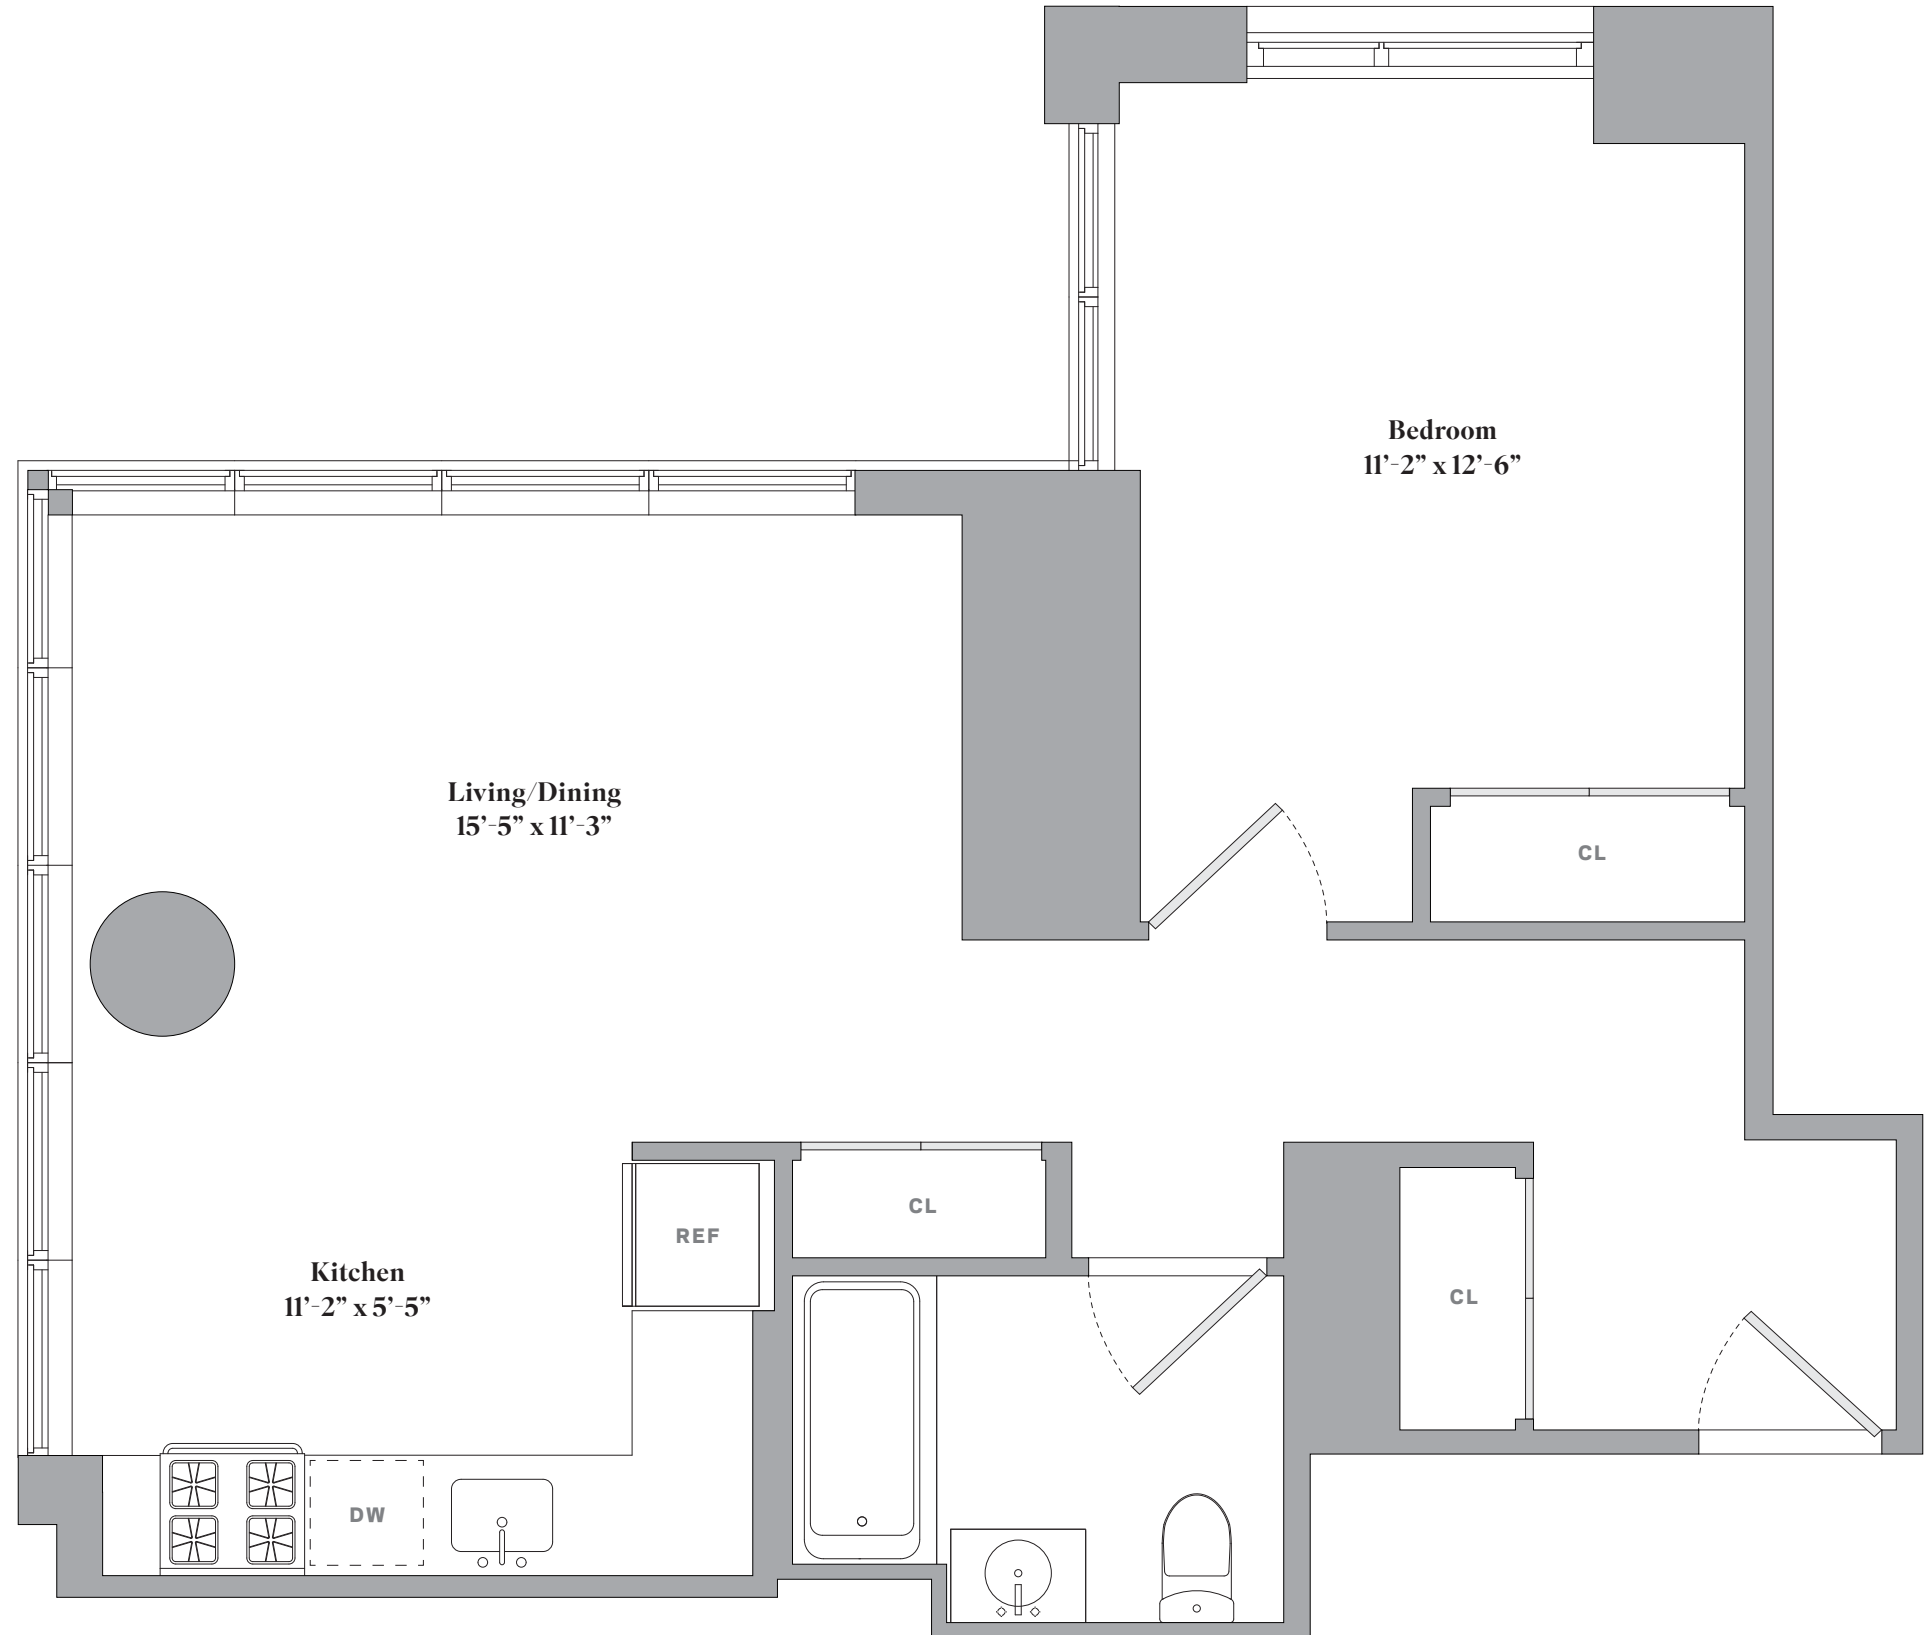 Bedroom
11’-2” x 12’-6”
Living/Dining
15’-5” x 11’-3”
CL
CL
REF
Kitchen
11’-2” x 5’-5”
CL
DW